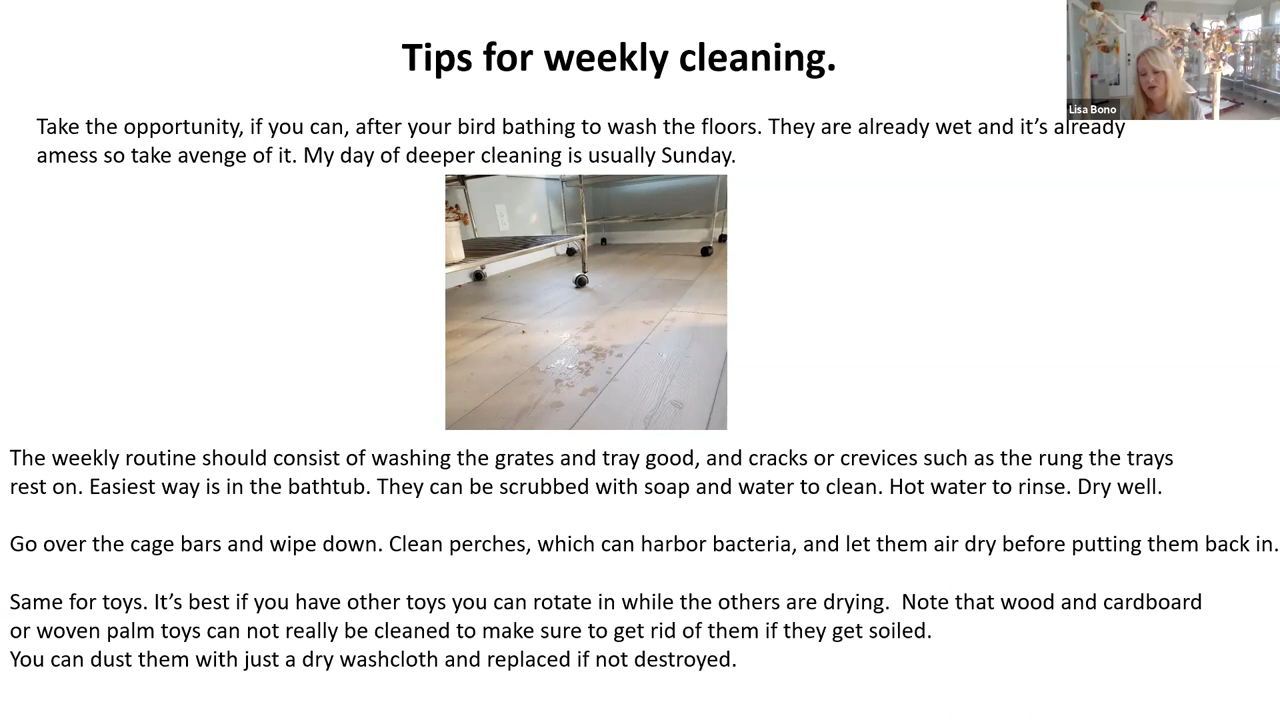 Tips for weekly cleaning.
Lisa Bono
Take the opportunity, if you can, after your bird bathing to wash the floors. They are already wet and it’s already
amess so take avenge of it. My day of deeper cleaning is usually Sunday.
The weekly routine should consist of washing the grates and tray good, and cracks or crevices such as the rung the trays
rest on. Easiest way is in the bathtub. They can be scrubbed with soap and water to clean. Hot water to rinse. Dry well.
Go over the cage bars and wipe down. Clean perches, which can harbor bacteria, and let them air dry before putting them back in.
Same for toys. It’s best if you have other toys you can rotate in while the others are drying.  Note that wood and cardboard
or woven palm toys can not really be cleaned to make sure to get rid of them if they get soiled.
You can dust them with just a dry washcloth and replaced if not destroyed.